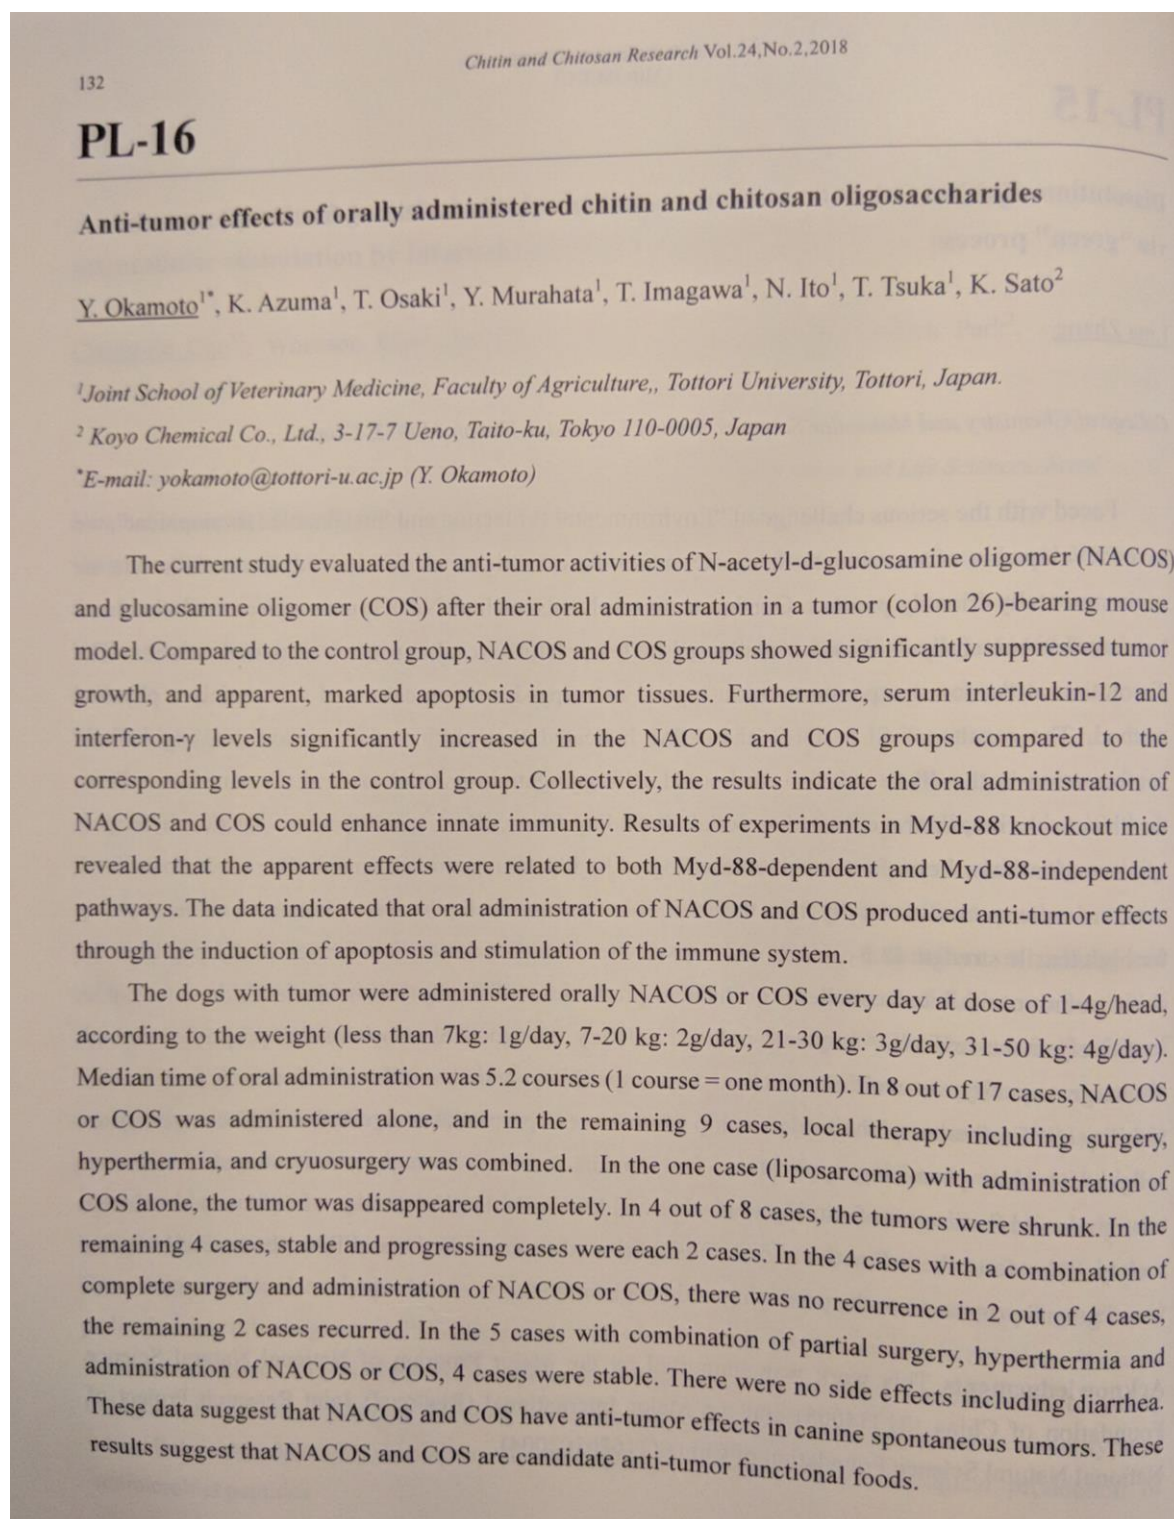 Chitin and Chitosan Research Vol.24,No.2,2018
132
PL-16
Anti-tumor effects of orally administered chitin and chitosan oligosaccharides
Y. Okamoto¹*, K. Azuma¹, T. Osaki¹, Y. Murahata¹, T. Imagawa¹, N. Ito¹, T. Tsuka¹, K. Sato²
¹Joint School of Veterinary Medicine, Faculty of Agriculture,, Tottori University, Tottori, Japan.
² Koyo Chemical Co., Ltd., 3-17-7 Ueno, Taito-ku, Tokyo 110-0005, Japan
*E-mail: yokamoto@tottori-u.ac.jp (Y. Okamoto)
The current study evaluated the anti-tumor activities of N-acetyl-d-glucosamine oligomer (NACOS)
and glucosamine oligomer (COS) after their oral administration in a tumor (colon 26)-bearing mouse
model. Compared to the control group, NACOS and COS groups showed significantly suppressed tumor
growth, and apparent, marked apoptosis in tumor tissues. Furthermore, serum interleukin-12 and
interferon-γ levels significantly increased in the NACOS and COS groups compared to the
corresponding levels in the control group. Collectively, the results indicate the oral administration of
NACOS and COS could enhance innate immunity. Results of experiments in Myd-88 knockout mice
revealed that the apparent effects were related to both Myd-88-dependent and Myd-88-independent
pathways. The data indicated that oral administration of NACOS and COS produced anti-tumor effects
through the induction of apoptosis and stimulation of the immune system.
The dogs with tumor were administered orally NACOS or COS every day at dose of 1-4g/head,
according to the weight (less than 7kg: 1g/day, 7-20 kg: 2g/day, 21-30 kg: 3g/day, 31-50 kg: 4g/day).
Median time of oral administration was 5.2 courses (1 course = one month). In 8 out of 17 cases, NACOS
or COS was administered alone, and in the remaining 9 cases, local therapy including surgery,
hyperthermia, and cryuosurgery was combined. In the one case (liposarcoma) with administration of
COS alone, the tumor was disappeared completely. In 4 out of 8 cases, the tumors were shrunk. In the
remaining 4 cases, stable and progressing cases were each 2 cases. In the 4 cases with a combination of
complete surgery and administration of NACOS or COS, there was no recurrence in 2 out of 4 cases,
the remaining 2 cases recurred. In the 5 cases with combination of partial surgery, hyperthermia and
administration of NACOS or COS, 4 cases were stable. There were no side effects including diarrhea.
These data suggest that NACOS and COS have anti-tumor effects in canine spontaneous tumors. These
results suggest that NACOS and COS are candidate anti-tumor functional foods.